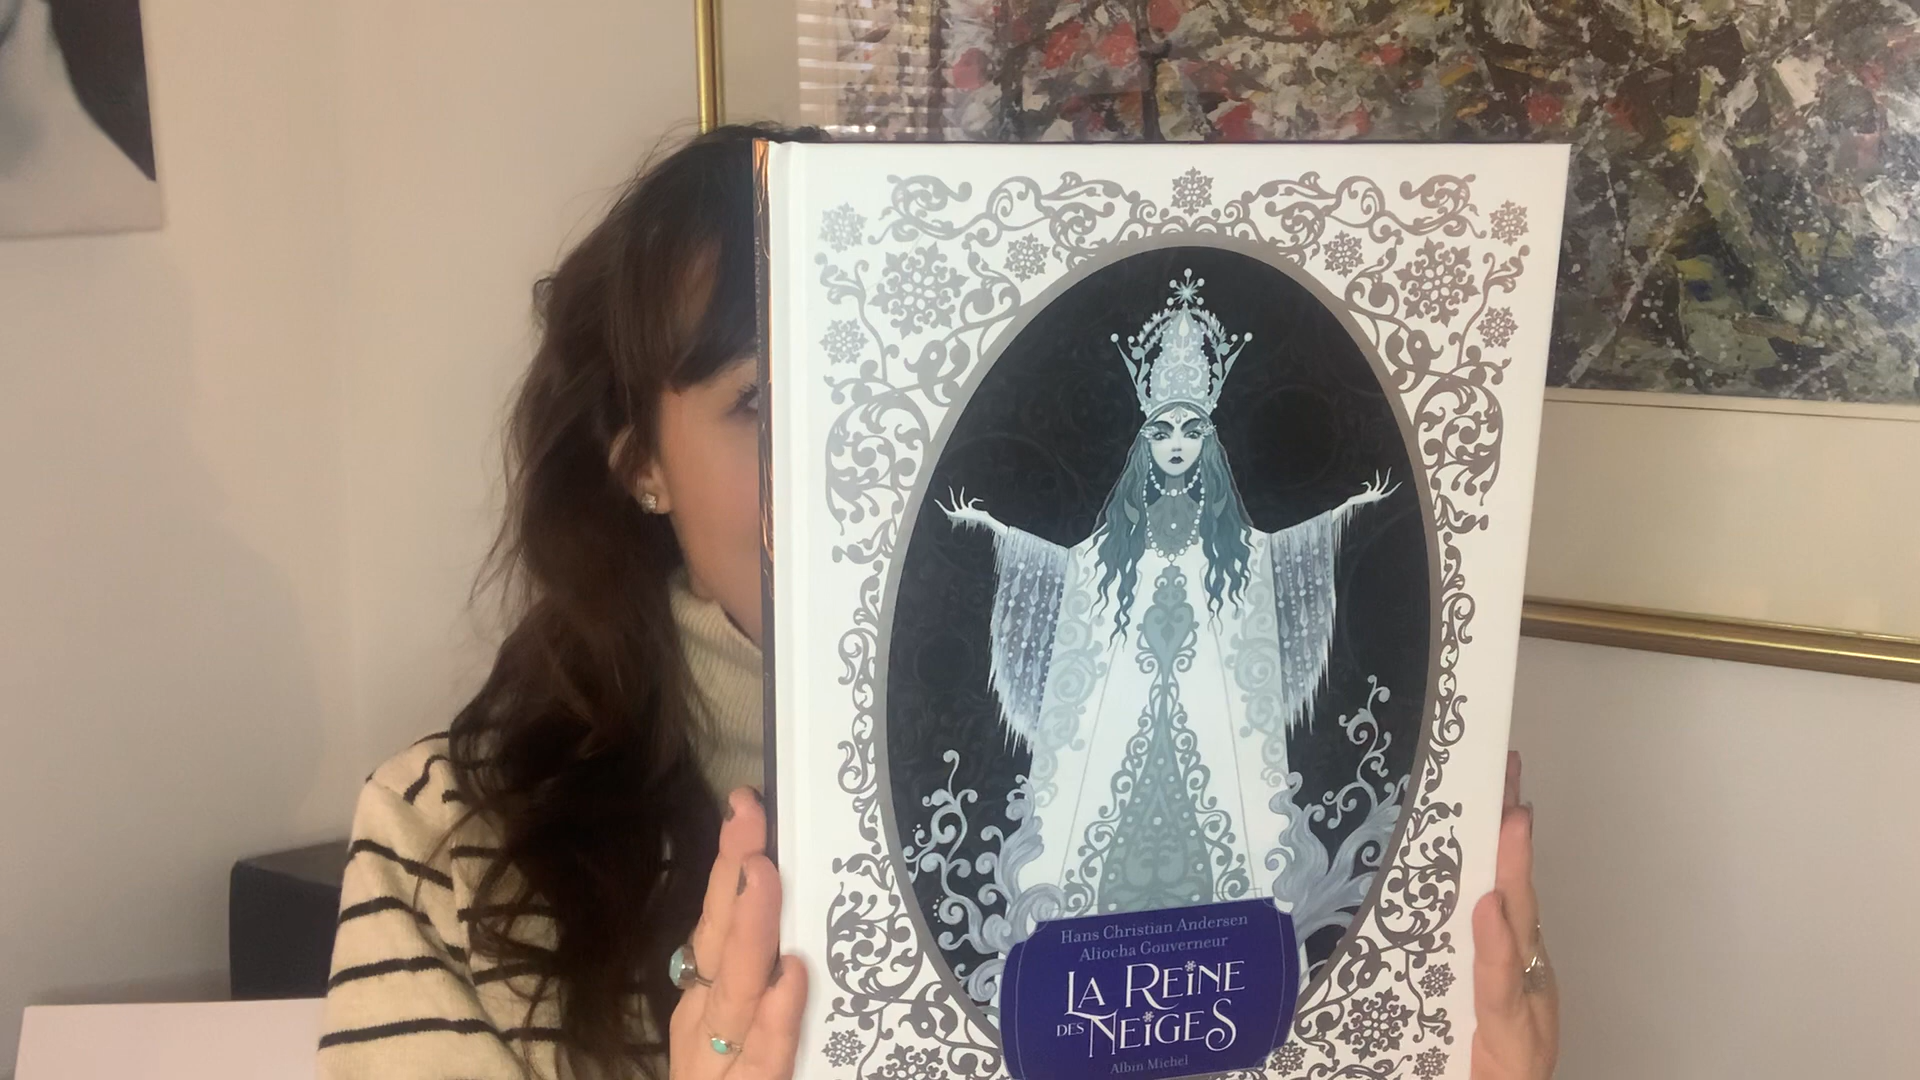 Hans Christian Andersen
Aliocha Gouverneur
LA REINE
DES NEIGES
Albin Michel